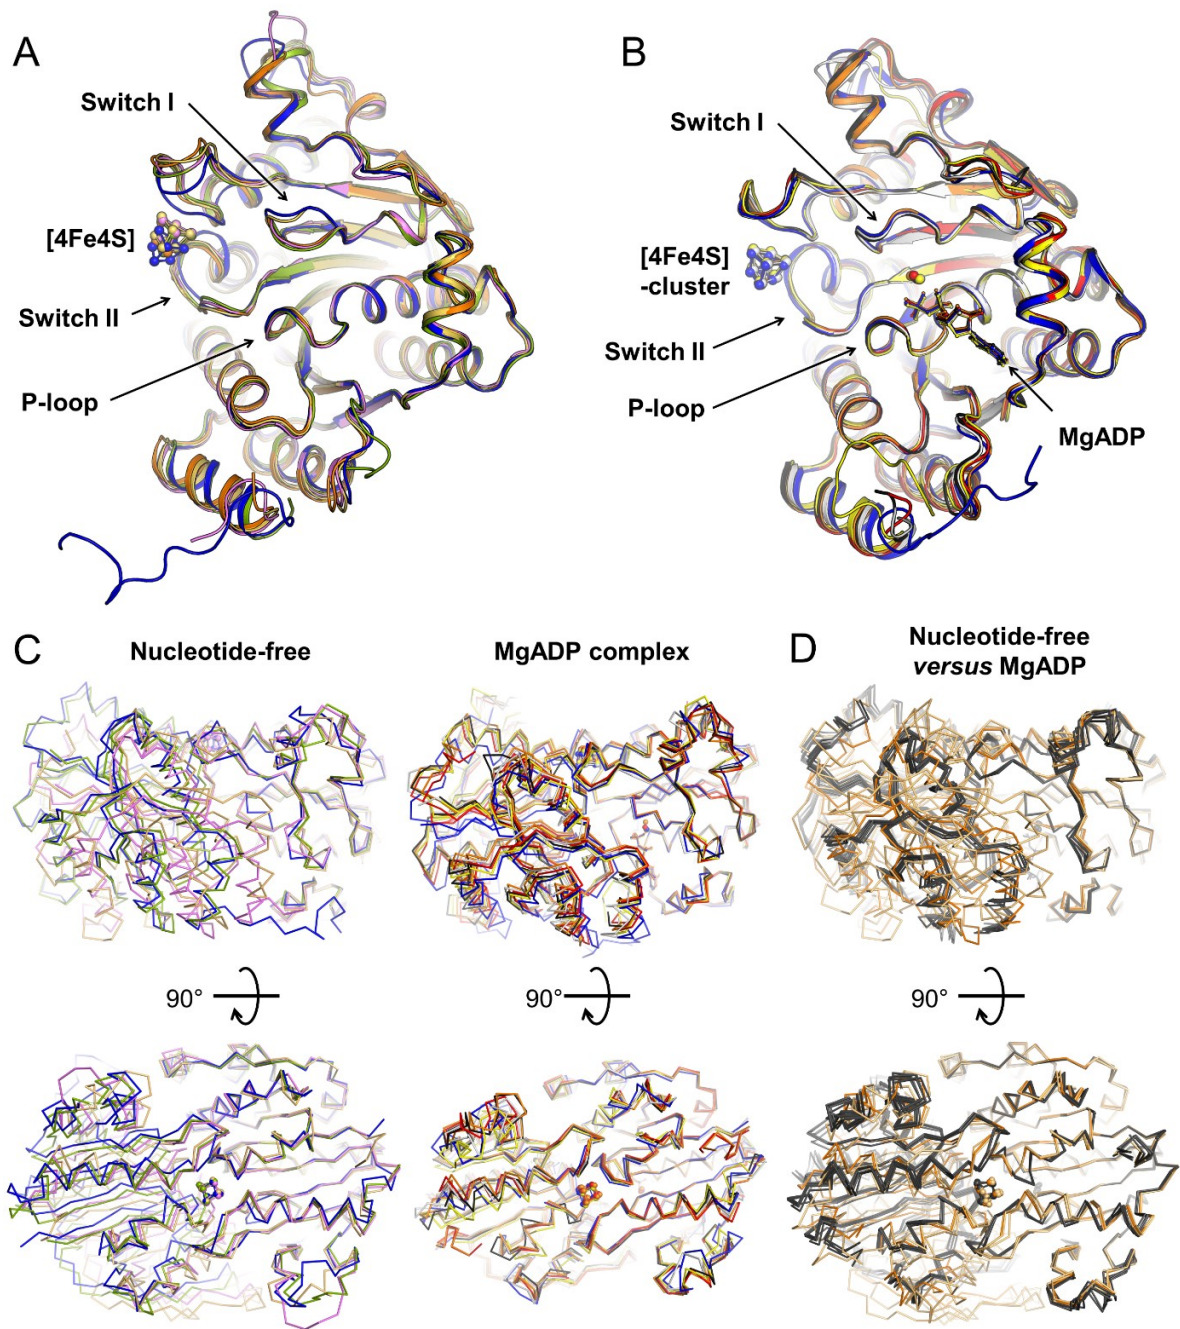 A
Switch I
[4Fe4S]
Switch II
P-loop
B
Switch I
[4Fe4S]
-cluster
Switch II
P-loop
MgADP
C
Nucleotide-free
MgADP complex
D
Nucleotide-free
versus MgADP
90°
90°
90°